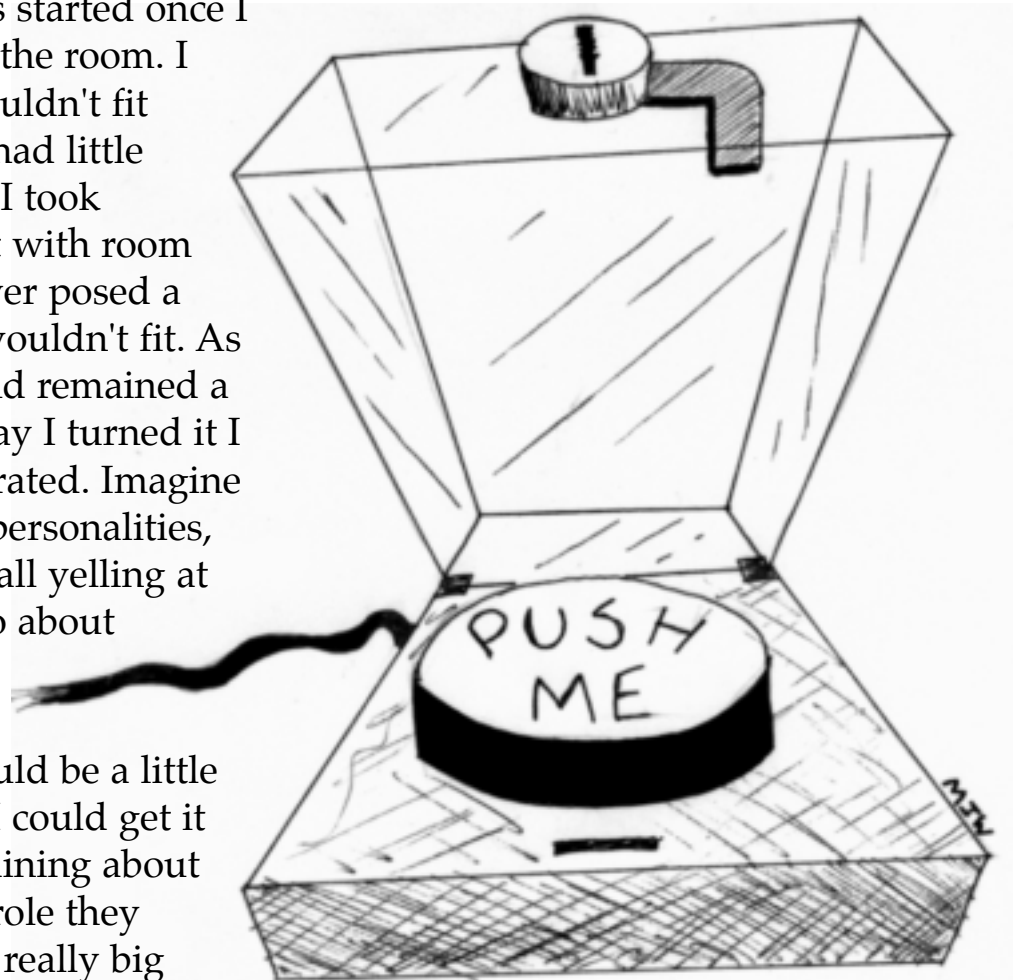 s started once I
the room. I
uldn't fit
had little
I took
with room
ver posed a
wouldn't fit. As
d remained a
ay I turned it I
rated. Imagine
personalities,
all yelling at
o about
uld be a little
I could get it
ining about
role they
really big
PUSH
ME
MJW